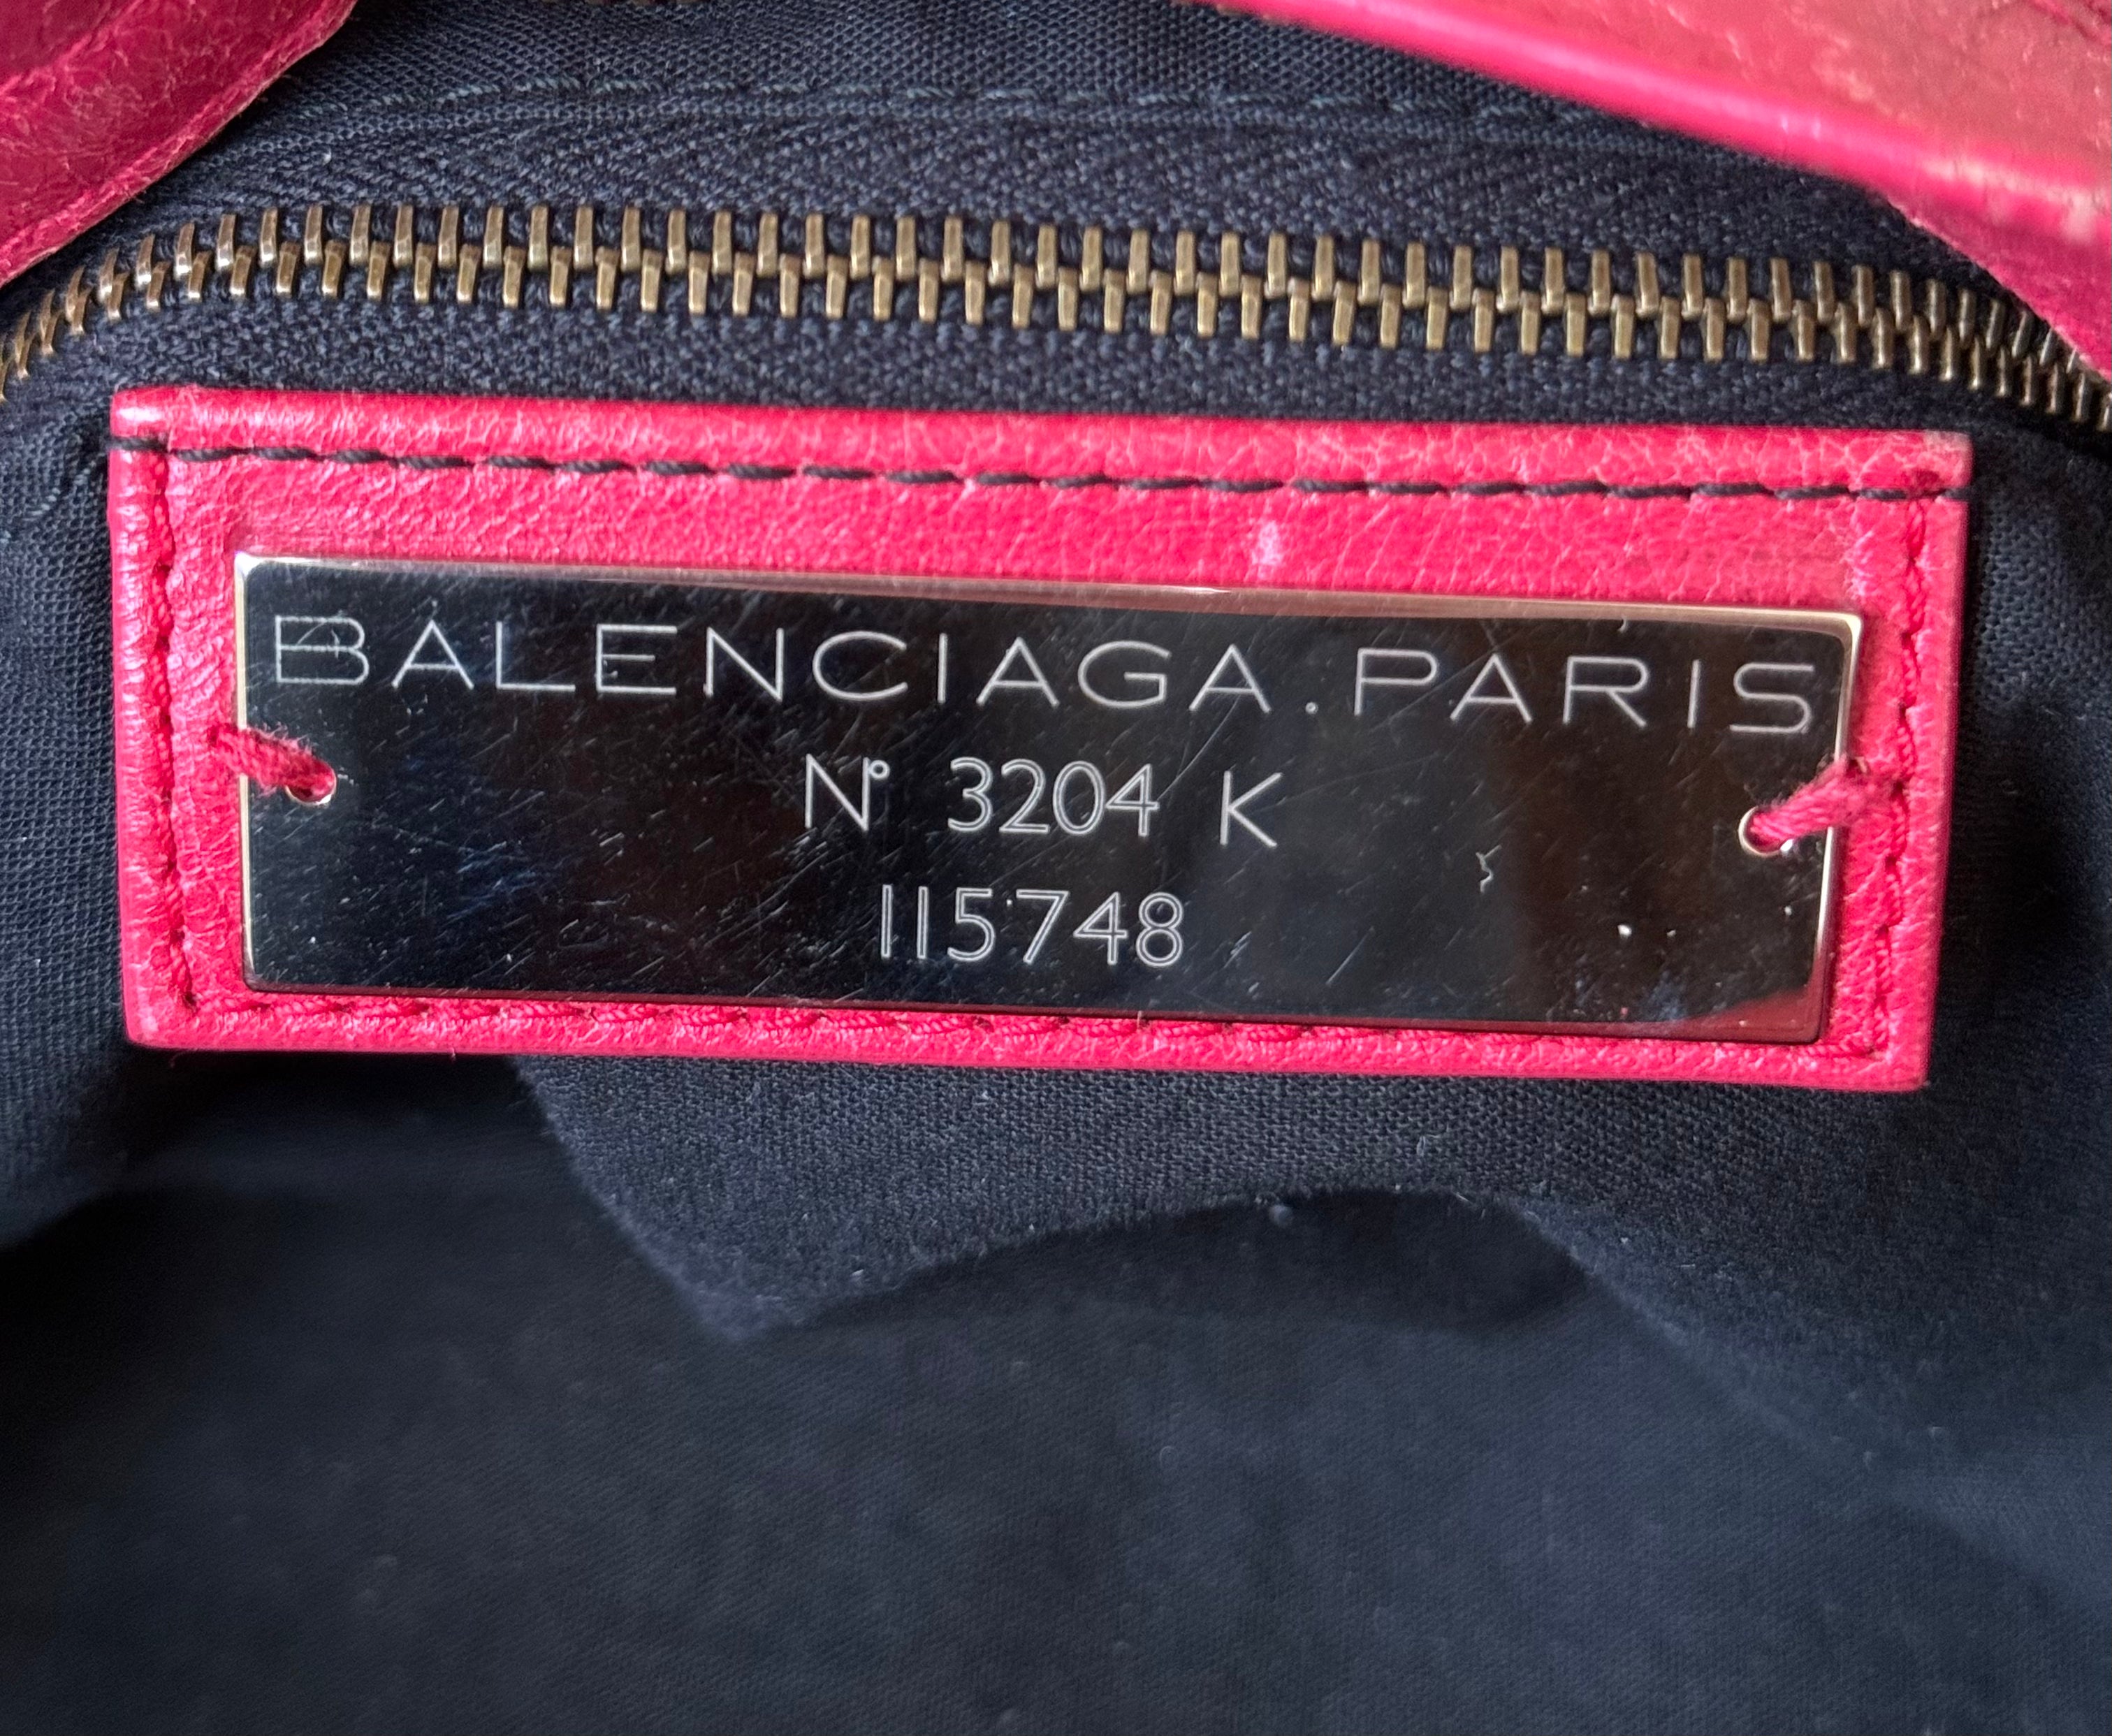 BALENCIAGA.PARIS
N° 3204 K
115748